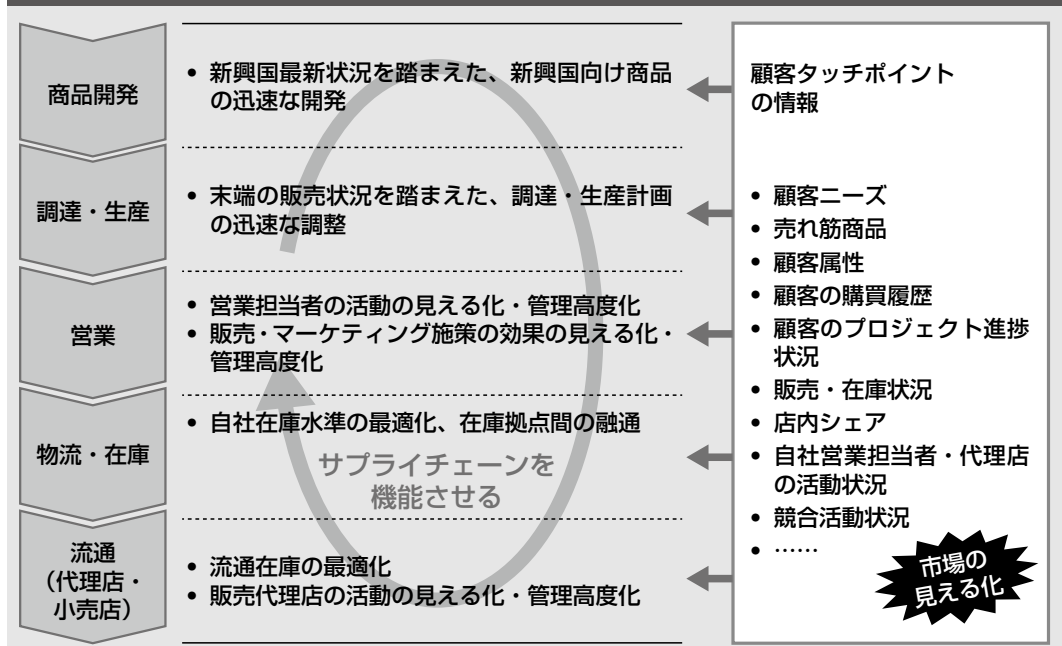 商品開発
• 新興国最新状況を踏まえた、新興国向け商品
の迅速な開発
調達・生産
• 末端の販売状況を踏まえた、調達・生産計画
の迅速な調整
営業
• 営業担当者の活動の見える化・管理高度化
• 販売・マーケティング施策の効果の見える化・
管理高度化
物流・在庫
• 自社在庫水準の最適化、在庫拠点間の融通
サプライチェーンを
機能させる
流通
（代理店・
小売店）
• 流通在庫の最適化
• 販売代理店の活動の見える化・管理高度化
顧客タッチポイント
の情報
• 顧客ニーズ
• 売れ筋商品
• 顧客属性
• 顧客の購買履歴
• 顧客のプロジェクト進捗
状況
• 販売・在庫状況
• 店内シェア
• 自社営業担当者・代理店
の活動状況
• 競合活動状況
• ……
市場の
見える化